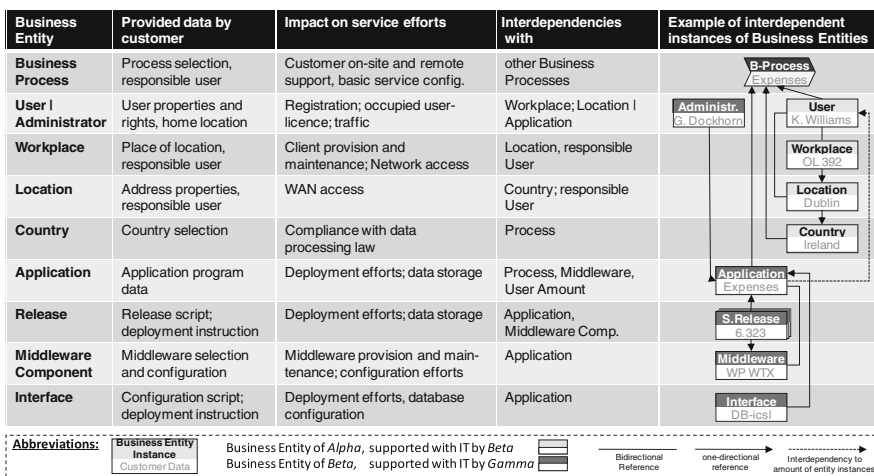 Business Entity
Provided data by customer
Impact on service efforts
Interdependencies with
Example of interdependent instances of Business Entities
Business Process
Process selection, responsible user
Customer on-site and remote support, basic service config.
other Business Processes
User | Administrator
User properties and rights, home location
Registration; occupied user-licence; traffic
Workplace; Location | Application
Workplace
Place of location, responsible user
Client provision and maintenance; Network access
Location, responsible User
Location
Address properties, responsible user
WAN access
Country; responsible User
Country
Country selection
Compliance with data processing law
Process
Application
Application program data
Deployment efforts; data storage
Process, Middleware, User Amount
Release
Release script; deployment instruction
Deployment efforts; data storage
Application, Middleware Comp.
Middleware Component
Middleware selection and configuration
Middleware provision and main-tenance; configuration efforts
Application
Interface
Configuration script; deployment instruction
Deployment efforts, database configuration
Application
B-Process
Expenses
Administr.
G. Dockhorn
User
K. Williams
Workplace
OL 392
Location
Dublin
Country
Ireland
Application
Expenses
S.Release
6.323
Middleware
WP WTX
Interface
DB-icsl
Abbreviations:
Business Entity Instance
Customer Data
Business Entity of Alpha, supported with IT by Beta
Business Entity of Beta, supported with IT by Gamma
Bidirectional Reference
one-directional reference
Interdependency to amount of entity instances